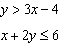 y > 3x − 4
x + 2y ≤ 6